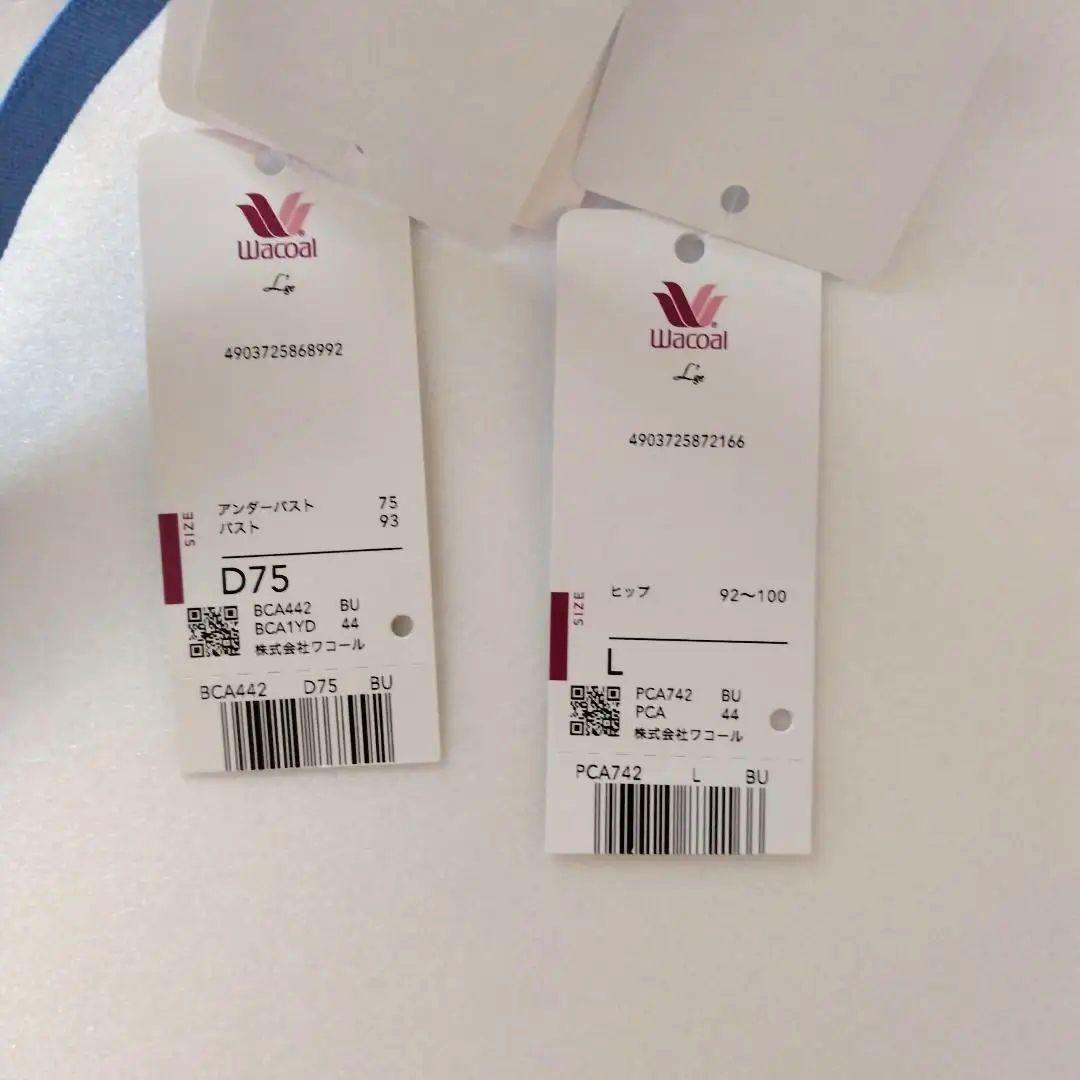 Wacoal
L'ge
4903725868992
アンダーバスト 75
バスト 93
SIZE
D75
BCA442 BU
BCA1YD 44
株式会社ワコール
BCA442 D75 BU
Wacoal
L'ge
4903725872166
ヒップ 92〜100
SIZE
L
PCA742 BU
PCA 44
株式会社ワコール
PCA742 L BU